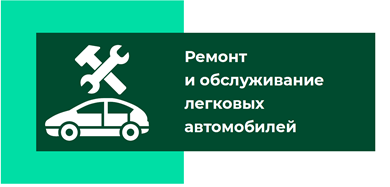 Ремонт
и обслуживание
легковых
автомобилей